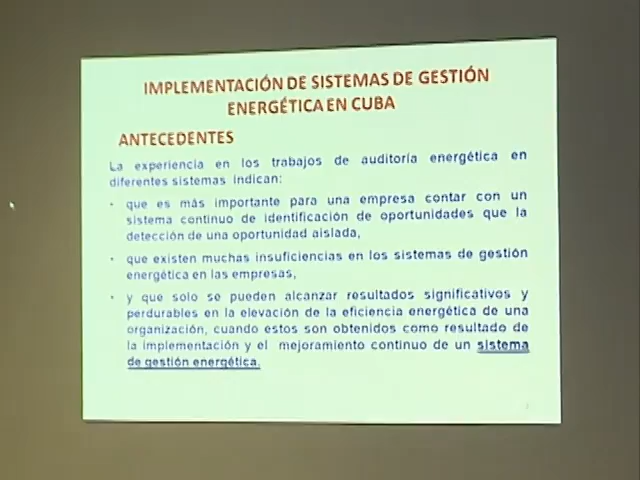 IMPLEMENTACIÓN DE SISTEMAS DE GESTIÓN
ENERGÉTICA EN CUBA
ANTECEDENTES
La experiencia en los trabajos de auditoría energética en
diferentes sistemas indican:
• que es más importante para una empresa contar con un
sistema continuo de identificación de oportunidades que la
detección de una oportunidad aislada,
• que existen muchas insuficiencias en los sistemas de gestión
energética en las empresas,
• y que solo se pueden alcanzar resultados significativos y
perdurables en la elevación de la eficiencia energética de una
organización, cuando estos son obtenidos como resultado de
la implementación y el mejoramiento continuo de un sistema
de gestión energética.